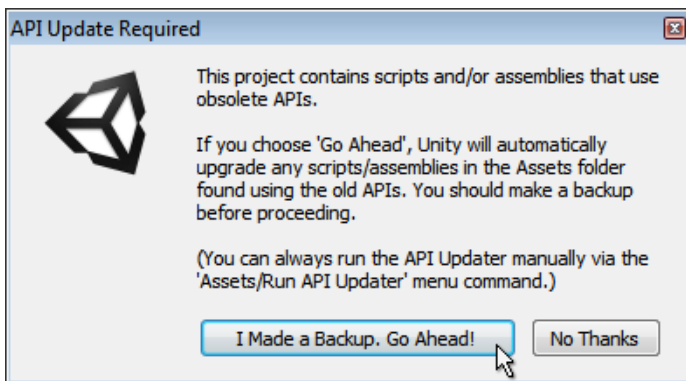 API Update Required
This project contains scripts and/or assemblies that use
obsolete APIs.
If you choose 'Go Ahead', Unity will automatically
upgrade any scripts/assemblies in the Assets folder
found using the old APIs. You should make a backup
before proceeding.
(You can always run the API Updater manually via the
'Assets/Run API Updater' menu command.)
I Made a Backup. Go Ahead!
No Thanks